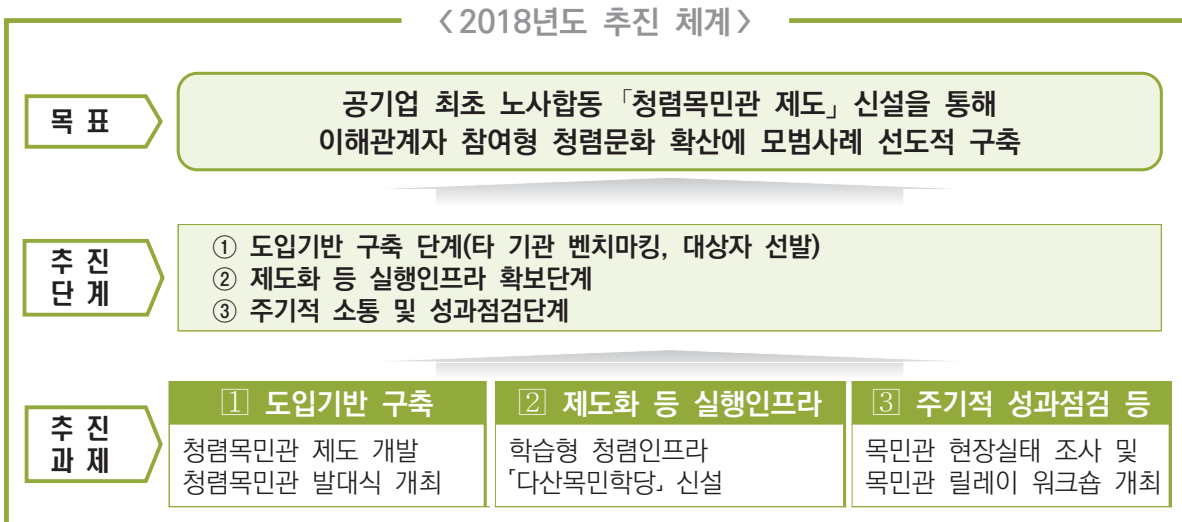 〈2018년도 추진 체계〉
목 표
공기업 최초 노사합동 「청렴목민관 제도」 신설을 통해
이해관계자 참여형 청렴문화 확산에 모범사례 선도적 구축
추 진
단 계
① 도입기반 구축 단계(타 기관 벤치마킹, 대상자 선발)
② 제도화 등 실행인프라 확보단계
③ 주기적 소통 및 성과점검단계
추 진
과 제
1 도입기반 구축
청렴목민관 제도 개발
청렴목민관 발대식 개최
2 제도화 등 실행인프라
학습형 청렴인프라
「다산목민학당」 신설
3 주기적 성과점검 등
목민관 현장실태 조사 및
목민관 릴레이 워크숍 개최